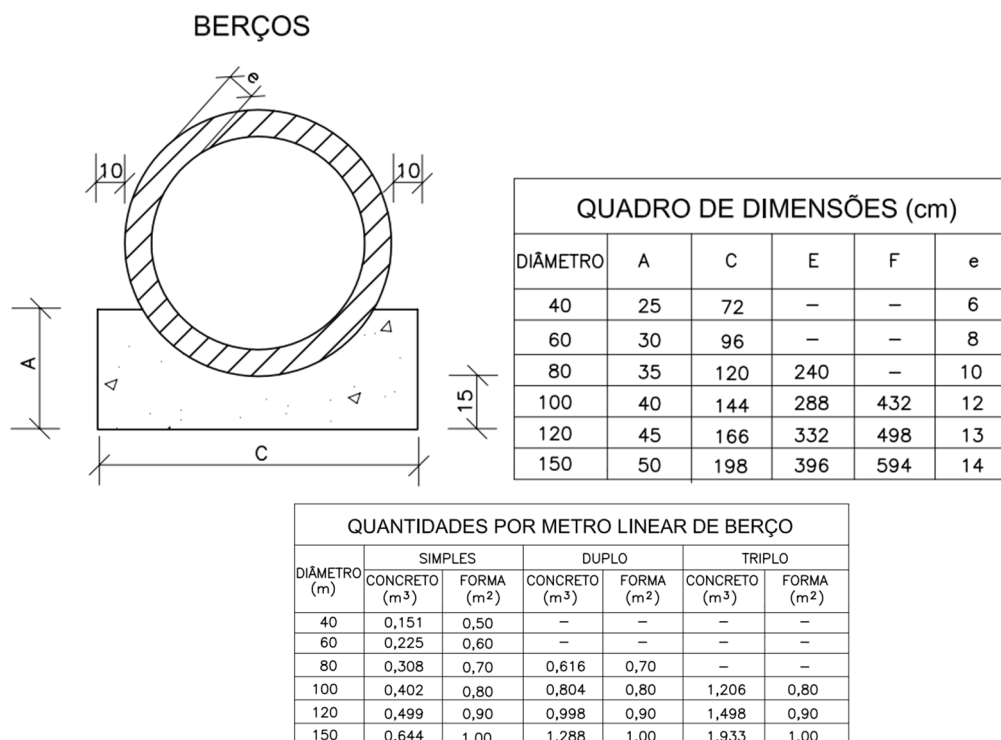 BERÇOS
e
10
10
A
15
C
QUADRO DE DIMENSÕES (cm)
DIÂMETRO A C E F e
40 25 72 – – 6
60 30 96 – – 8
80 35 120 240 – 10
100 40 144 288 432 12
120 45 166 332 498 13
150 50 198 396 594 14
QUANTIDADES POR METRO LINEAR DE BERÇO
DIÂMETRO (m) SIMPLES DUPLO TRIPLO
CONCRETO (m³) FORMA (m²) CONCRETO (m³) FORMA (m²) CONCRETO (m³) FORMA (m²)
40 0,151 0,50 – – – –
60 0,225 0,60 – – – –
80 0,308 0,70 0,616 0,70 – –
100 0,402 0,80 0,804 0,80 1,206 0,80
120 0,499 0,90 0,998 0,90 1,498 0,90
150 0,644 1,00 1,288 1,00 1,933 1,00